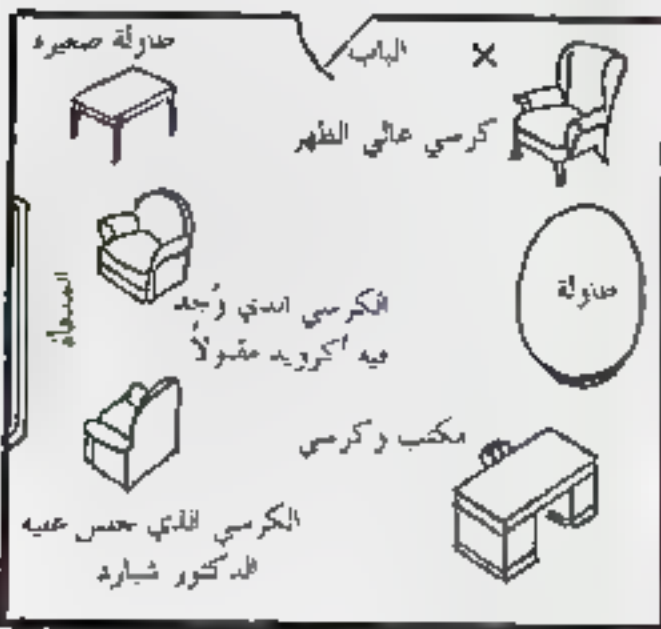 طاولة صغيرة
الباب
×
كرسي عالي الظهر
المدفأة
الكرسي الذي وُجد
فيه أكرويد مقتولاً
طاولة
مكتب وكرسي
الكرسي الذي جلس عليه
الدكتور شبارد